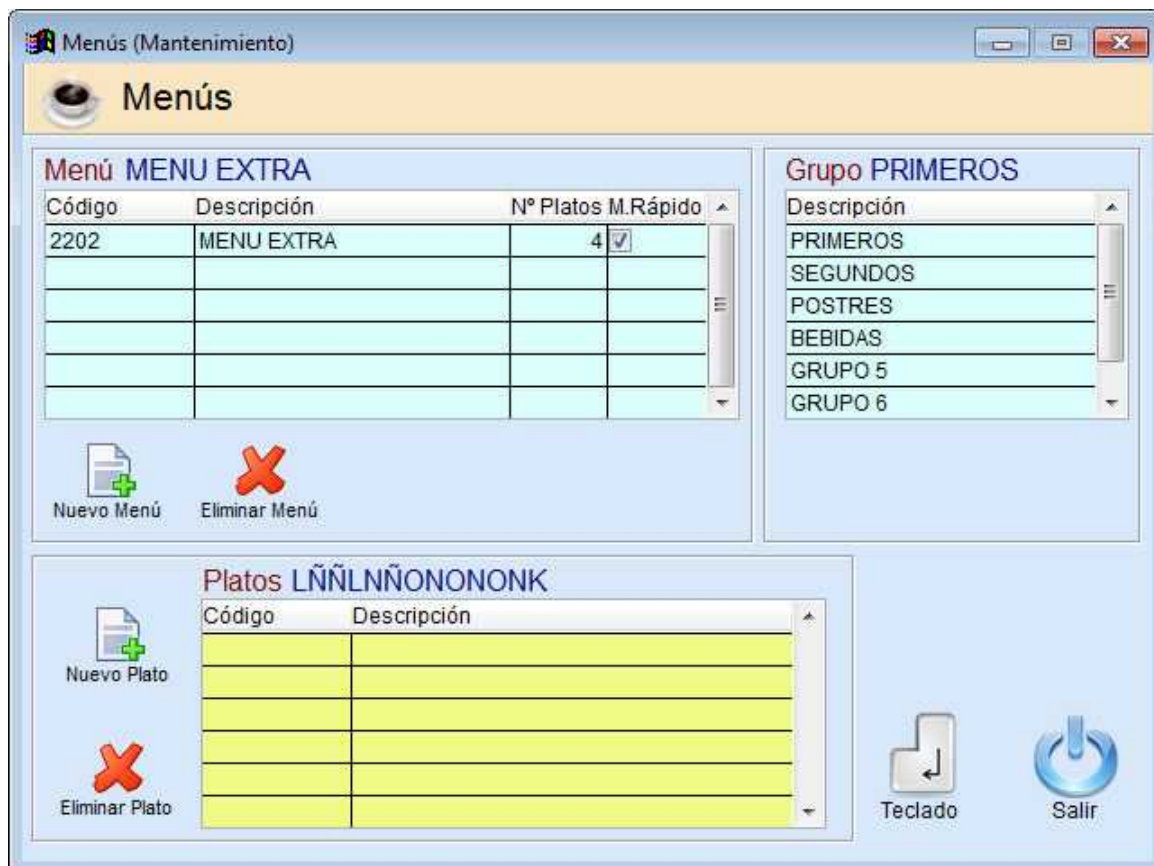 Menús (Mantenimiento)
Menús
Menú MENU EXTRA
Código Descripción Nº Platos M.Rápido
2202 MENU EXTRA 4
Nuevo Menú Eliminar Menú
Grupo PRIMEROS
Descripción
PRIMEROS
SEGUNDOS
POSTRES
BEBIDAS
GRUPO 5
GRUPO 6
Platos LÑÑLNÑONONONK
Código Descripción
Nuevo Plato
Eliminar Plato
Teclado
Salir